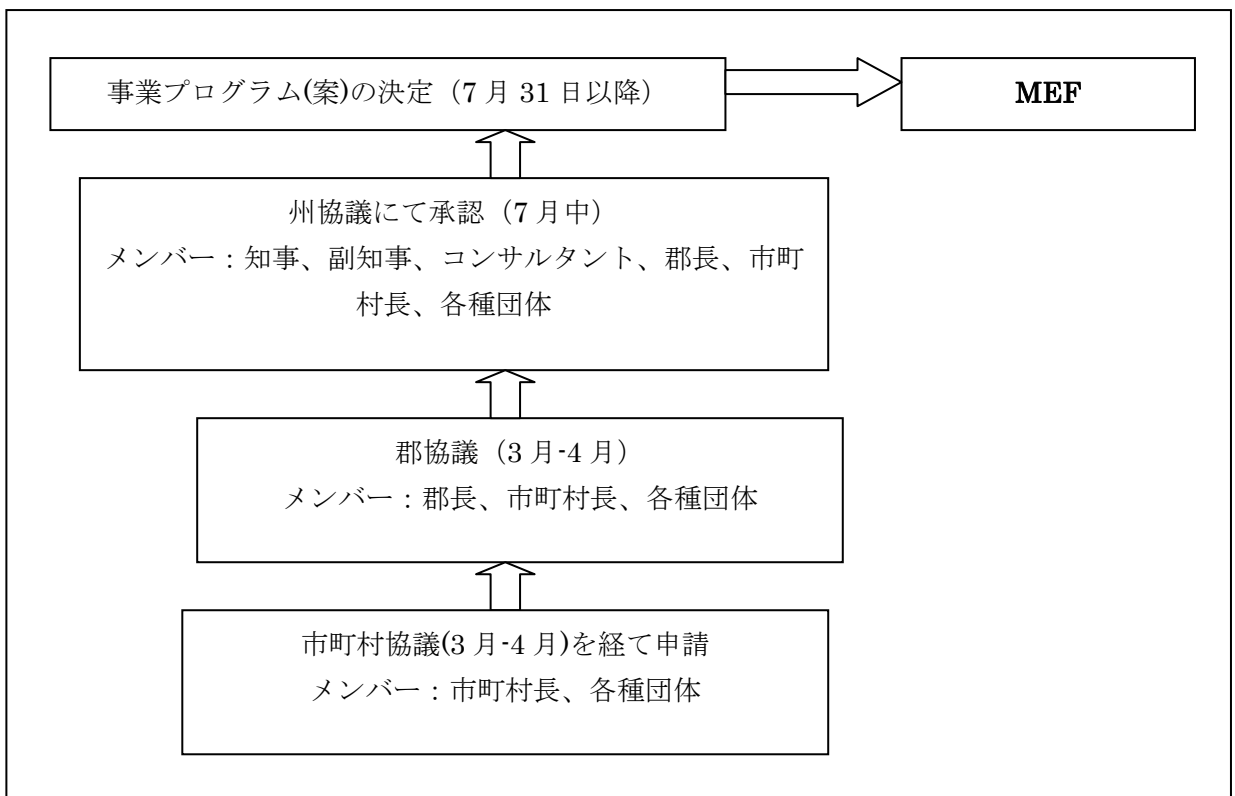 事業プログラム(案)の決定（7 月 31 日以降）
MEF
州協議にて承認（7 月中）
メンバー：知事、副知事、コンサルタント、郡長、市町
村長、各種団体
郡協議（3 月-4 月）
メンバー：郡長、市町村長、各種団体
市町村協議(3 月-4 月)を経て申請
メンバー：市町村長、各種団体